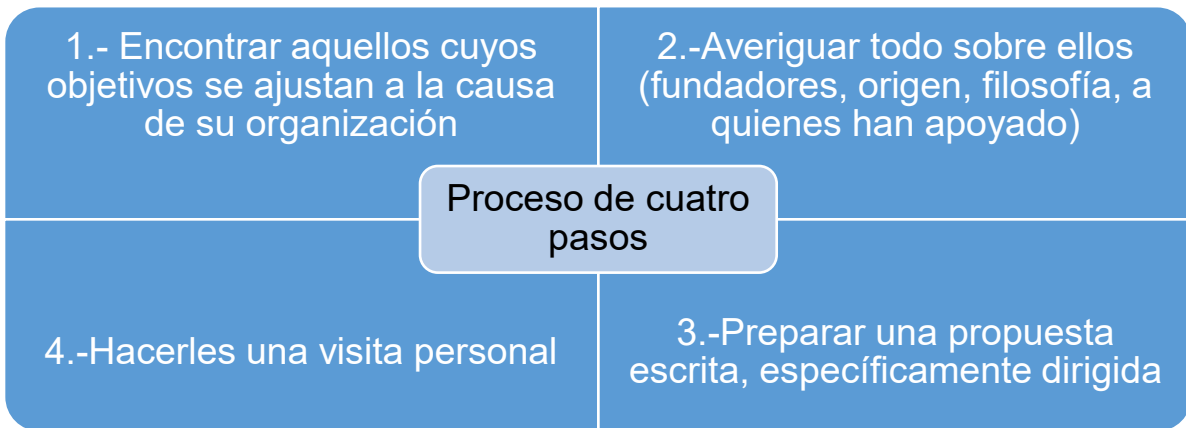 1.- Encontrar aquellos cuyos
objetivos se ajustan a la causa
de su organización
2.-Averiguar todo sobre ellos
(fundadores, origen, filosofía, a
quienes han apoyado)
Proceso de cuatro
pasos
4.-Hacerles una visita personal
3.-Preparar una propuesta
escrita, específicamente dirigida